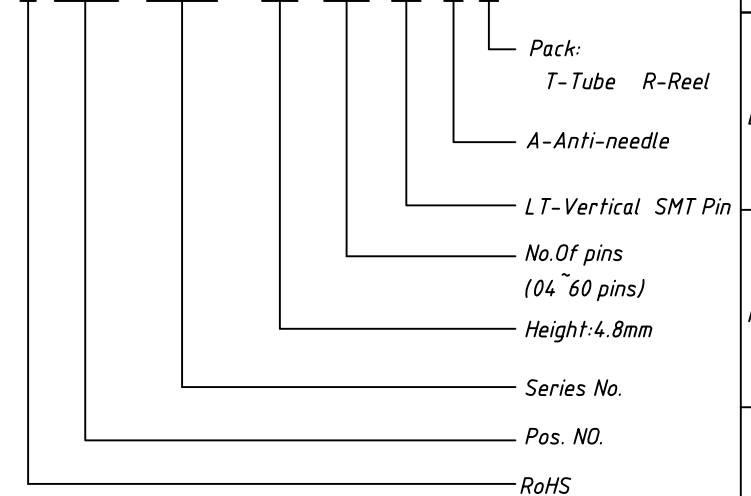 Pack:
T-Tube R-Reel
A-Anti-needle
LT-Vertical SMT Pin
No.Of pins
(04~60 pins)
Height:4.8mm
Series No.
Pos. NO.
RoHS